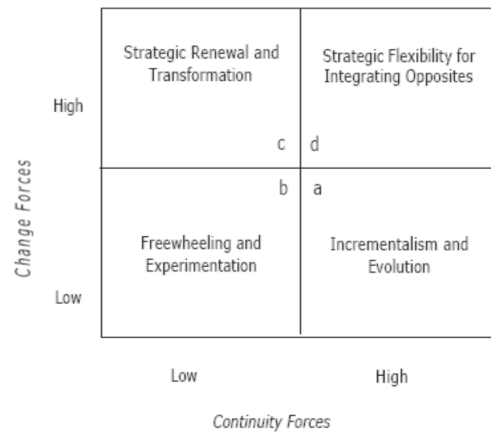 Strategic Renewal and
Transformation
Strategic Flexibility for
Integrating Opposites
High
c
d
Change Forces
b
a
Freewheeling and
Experimentation
Incrementalism and
Evolution
Low
Low
High
Continuity Forces